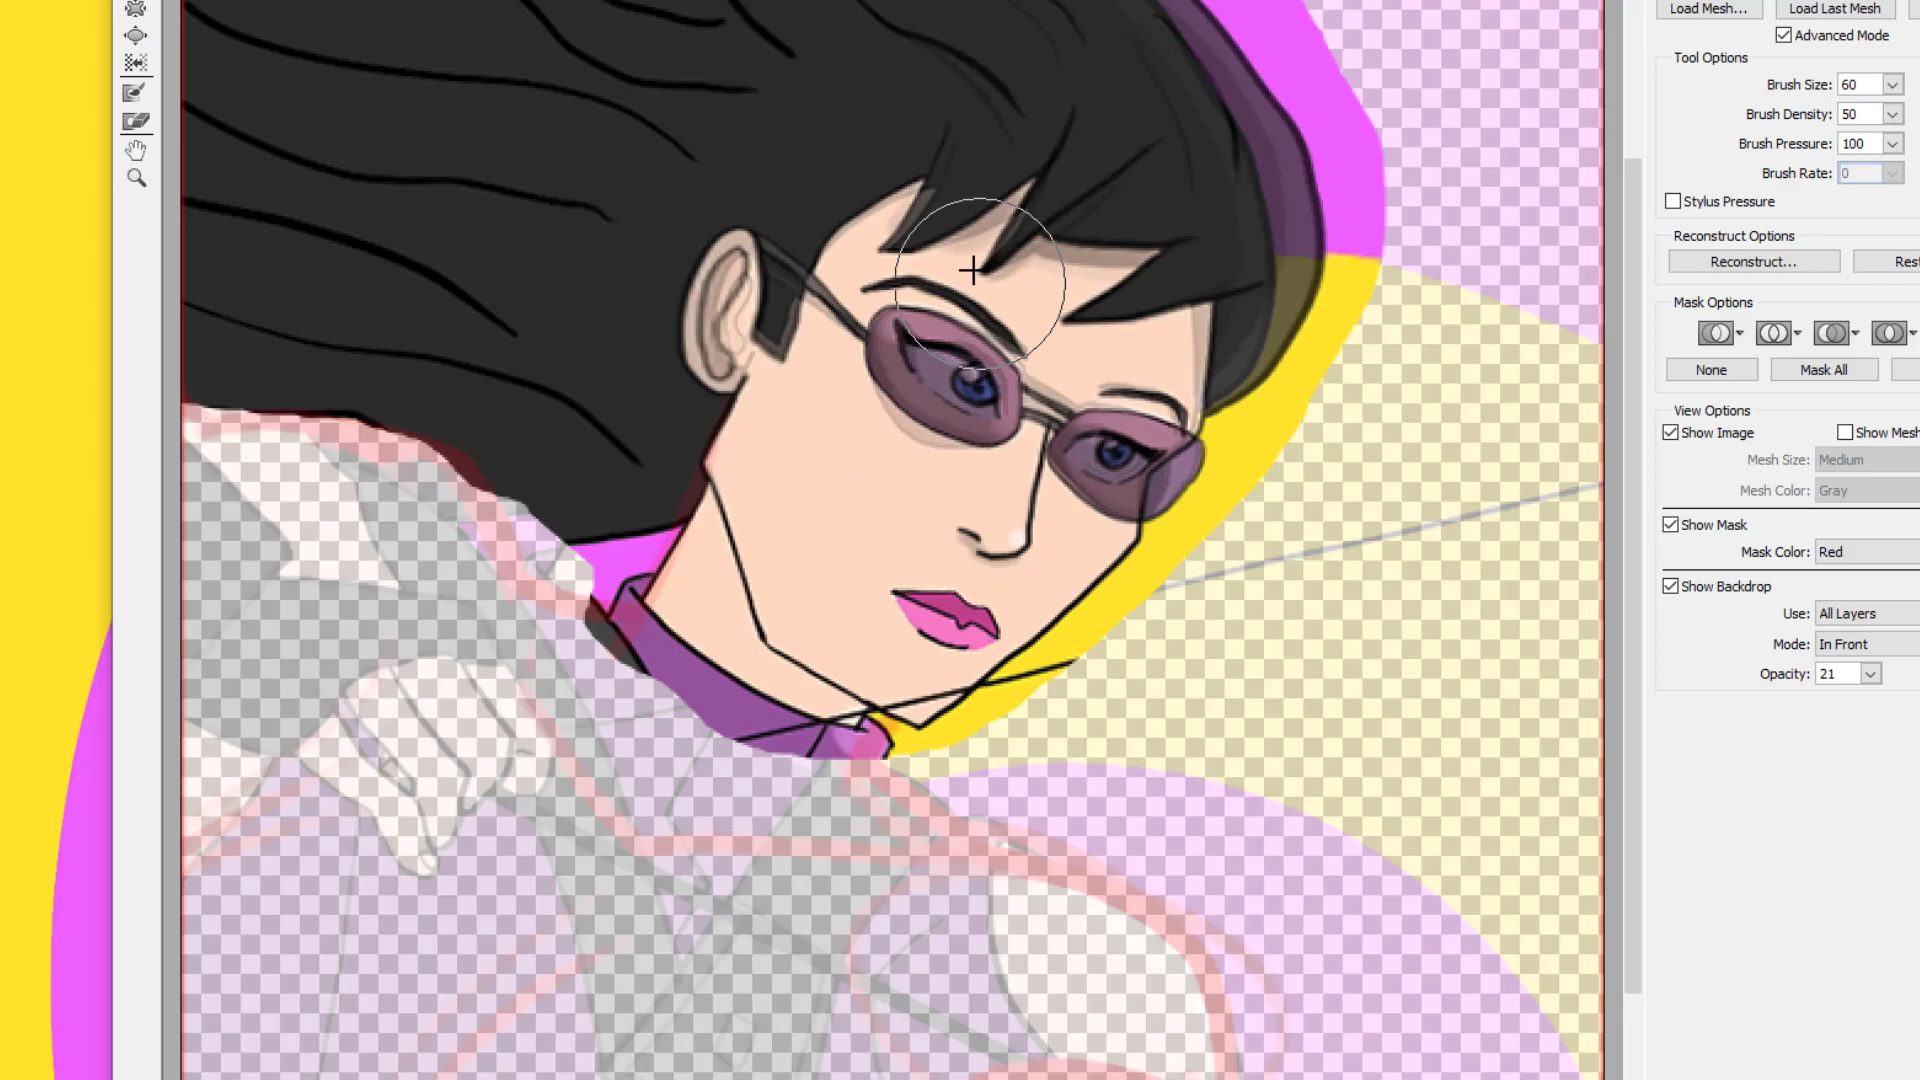 Load Mesh... Load Last Mesh
Advanced Mode
Tool Options
Brush Size: 60
Brush Density: 50
Brush Pressure: 100
Brush Rate: 0
Stylus Pressure
Reconstruct Options
Reconstruct... Rest
Mask Options
None Mask All
View Options
Show Image Show Mesh
Mesh Size: Medium
Mesh Color: Gray
Show Mask
Mask Color: Red
Show Backdrop
Use: All Layers
Mode: In Front
Opacity: 21